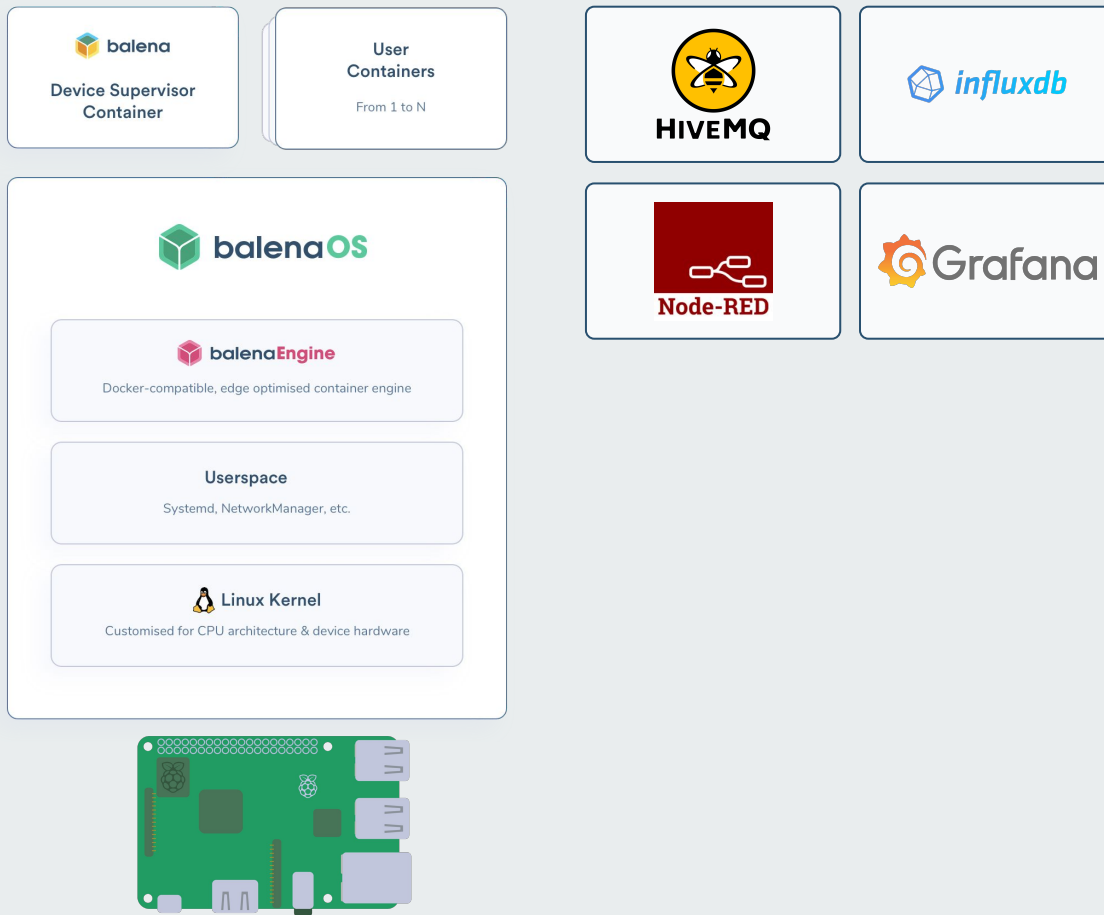 balena
Device Supervisor
Container
User
Containers
From 1 to N
balenaOS
balenaEngine
Docker-compatible, edge optimised container engine
Userspace
Systemd, NetworkManager, etc.
Linux Kernel
Customised for CPU architecture & device hardware
HIVEMQ
influxdb
Node-RED
Grafana